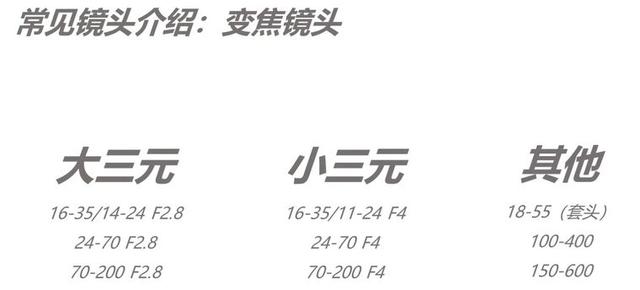 常见镜头介绍：变焦镜头
大三元
16-35/14-24 F2.8
24-70 F2.8
70-200 F2.8
小三元
16-35/11-24 F4
24-70 F4
70-200 F4
其他
18-55（套头）
100-400
150-600